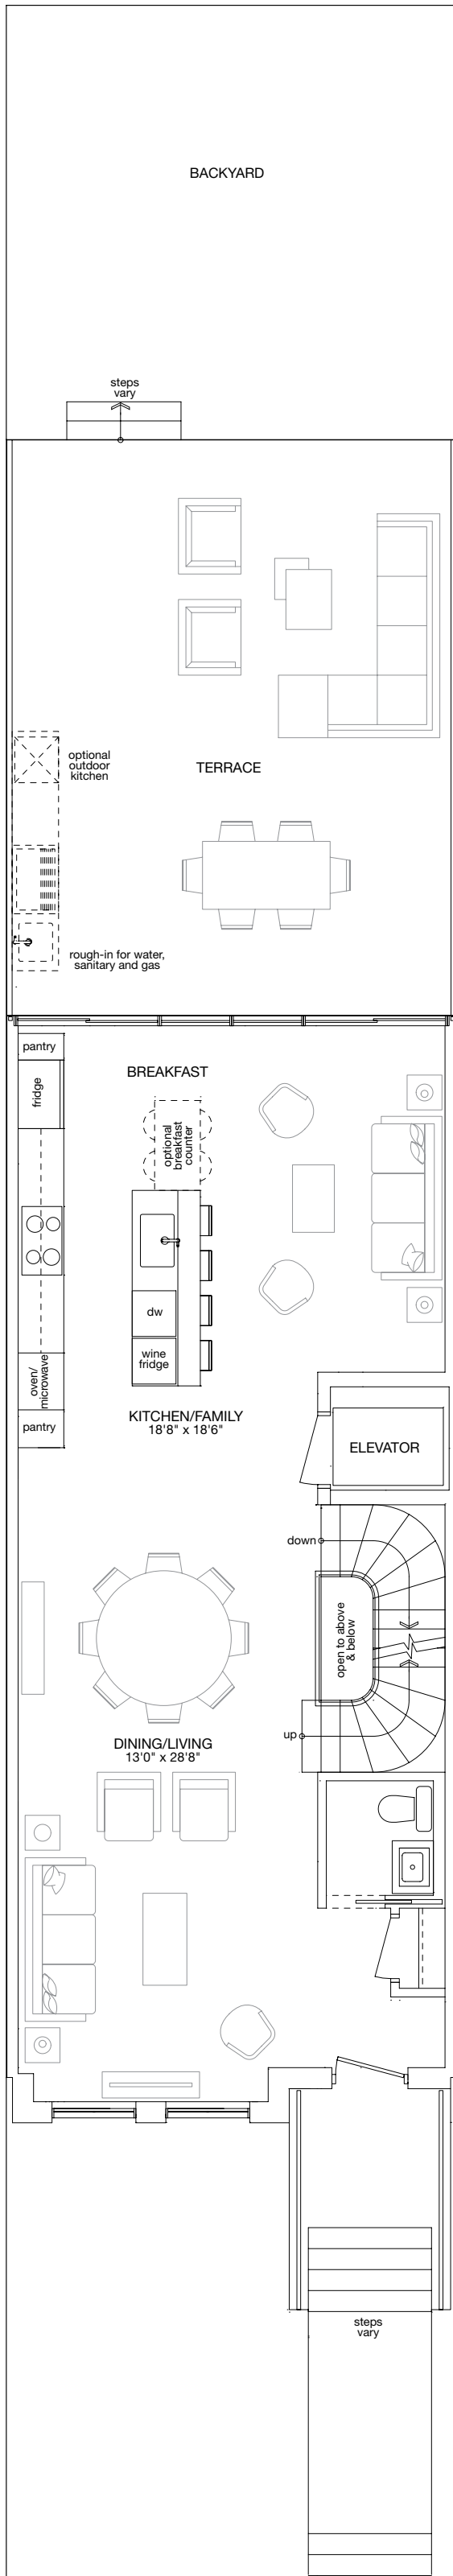 BACKYARD
steps
vary
optional
outdoor
kitchen
TERRACE
rough-in for water,
sanitary and gas
pantry
fridge
BREAKFAST
optional
breakfast
counter
dw
wine
fridge
oven/
microwave
pantry
KITCHEN/FAMILY
18'8" x 18'6"
ELEVATOR
down
open to above
& below
up
DINING/LIVING
13'0" x 28'8"
steps
vary